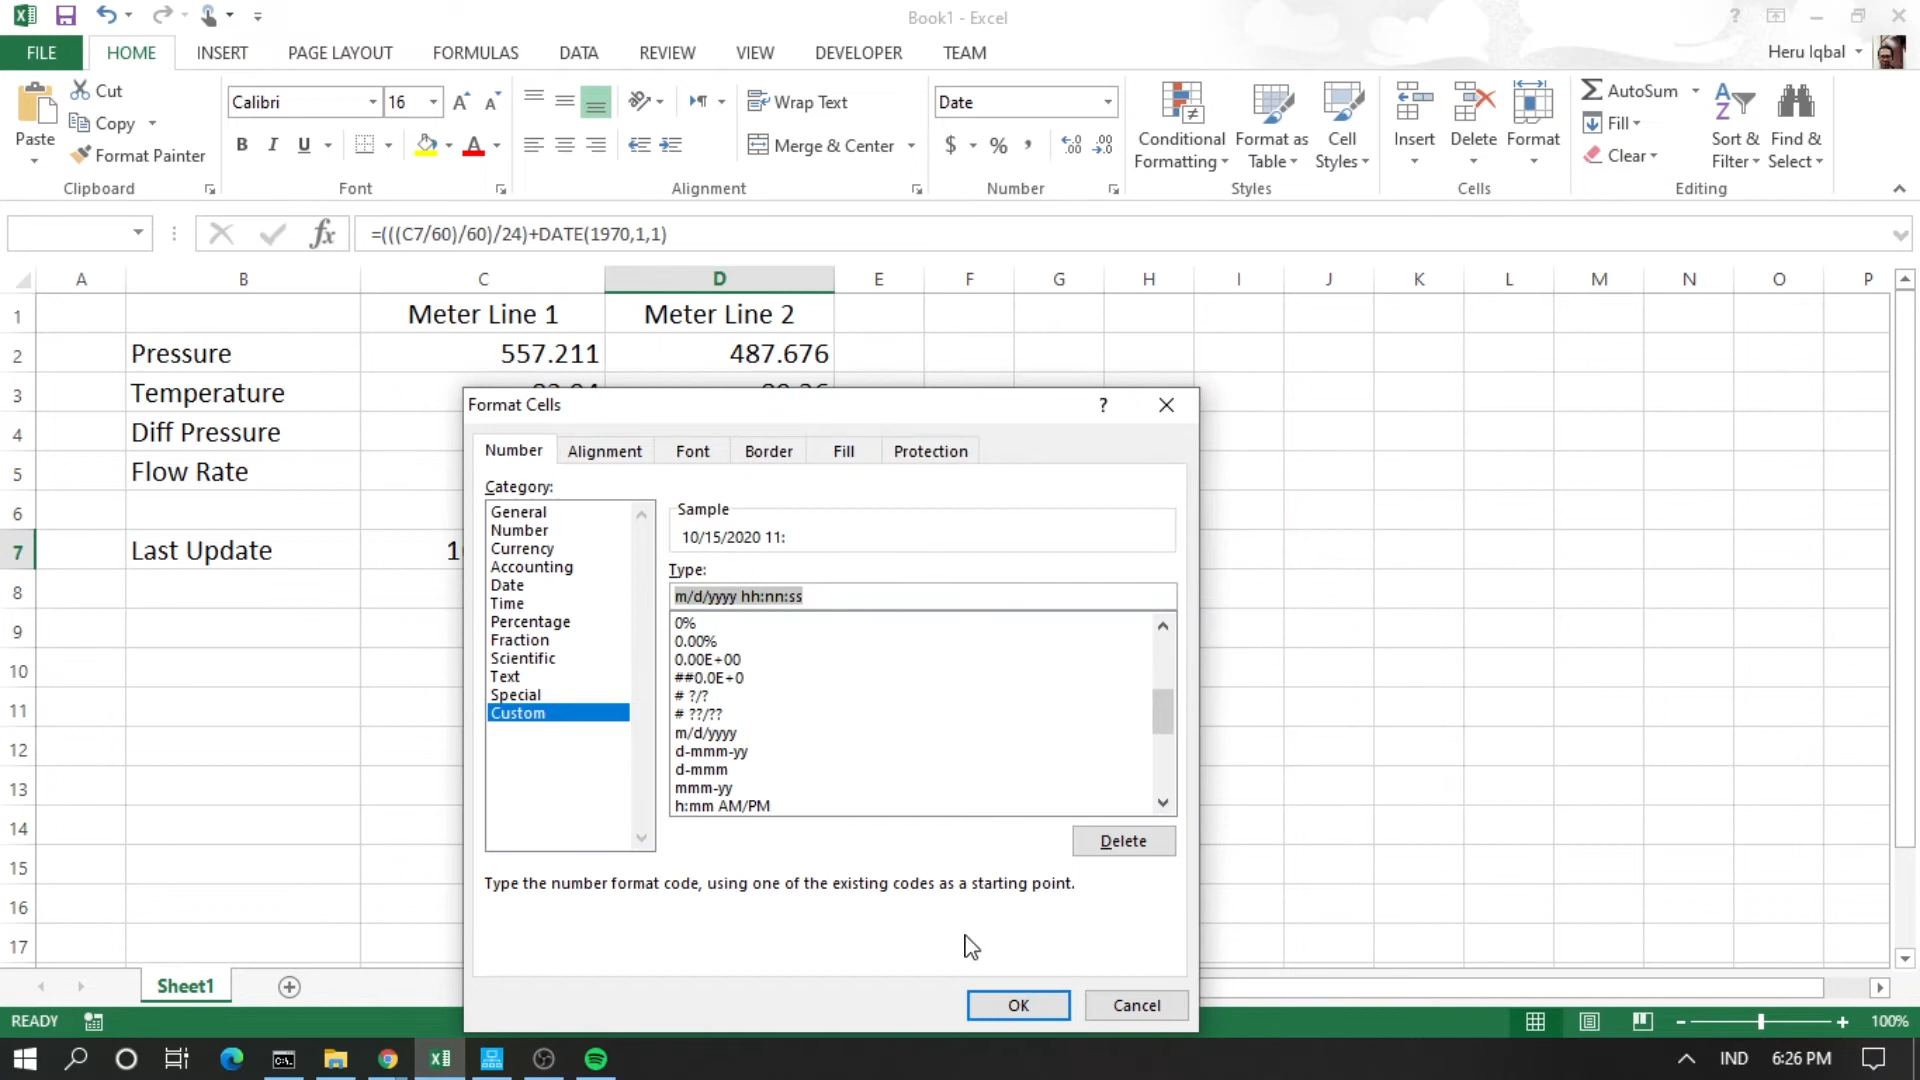 Book1 - Excel
?
FILE
HOME
INSERT
PAGE LAYOUT
FORMULAS
DATA
REVIEW
VIEW
DEVELOPER
TEAM
Heru Iqbal
Paste
Cut
Copy
Format Painter
Clipboard
Calibri
16
B I U
Font
Wrap Text
Merge & Center
Alignment
Date
$ % ,
Number
Conditional Formatting
Format as Table
Cell Styles
Styles
Insert
Delete
Format
Cells
AutoSum
Fill
Clear
Sort & Filter
Find & Select
Editing
fx
=(((C7/60)/60)/24)+DATE(1970,1,1)
A B C D E F G H I J K L M N O P
1 Meter Line 1 Meter Line 2
2 Pressure 557.211 487.676
3 Temperature
4 Diff Pressure
5 Flow Rate
6
7 Last Update 1
8
9
10
11
12
13
14
15
16
17
Format Cells
?
Number
Alignment
Font
Border
Fill
Protection
Category:
General
Number
Currency
Accounting
Date
Time
Percentage
Fraction
Scientific
Text
Special
Custom
Sample
10/15/2020 11:
Type:
m/d/yyyy hh:nn:ss
0%
0.00%
0.00E+00
##0.0E+0
# ?/?
# ??/??
m/d/yyyy
d-mmm-yy
d-mmm
mmm-yy
h:mm AM/PM
Delete
Type the number format code, using one of the existing codes as a starting point.
OK
Cancel
Sheet1
READY
100%
IND
6:26 PM